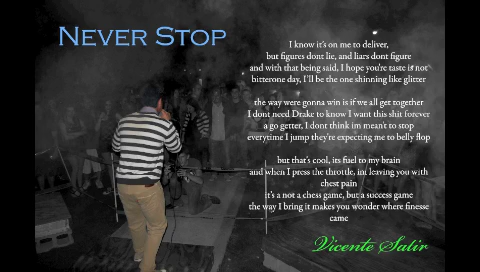 NEVER STOP
I know it's on me to deliver,
but figures dont lie, and liars dont figure
and with that being said, I hope you're taste is not
bitterone day, I'll be the one shinning like glitter
the way were gonna win is if we all get together
I dont need Drake to know I want this shit forever
a go getter, I dont think im mean't to stop
everytime I jump they're expecting me to belly flop
but that's cool, its fuel to my brain
and when I press the throttle, im leaving you with
chest pain
it's a not a chess game, but a success game
the way I bring it makes you wonder where finesse
came
Vicente Satir